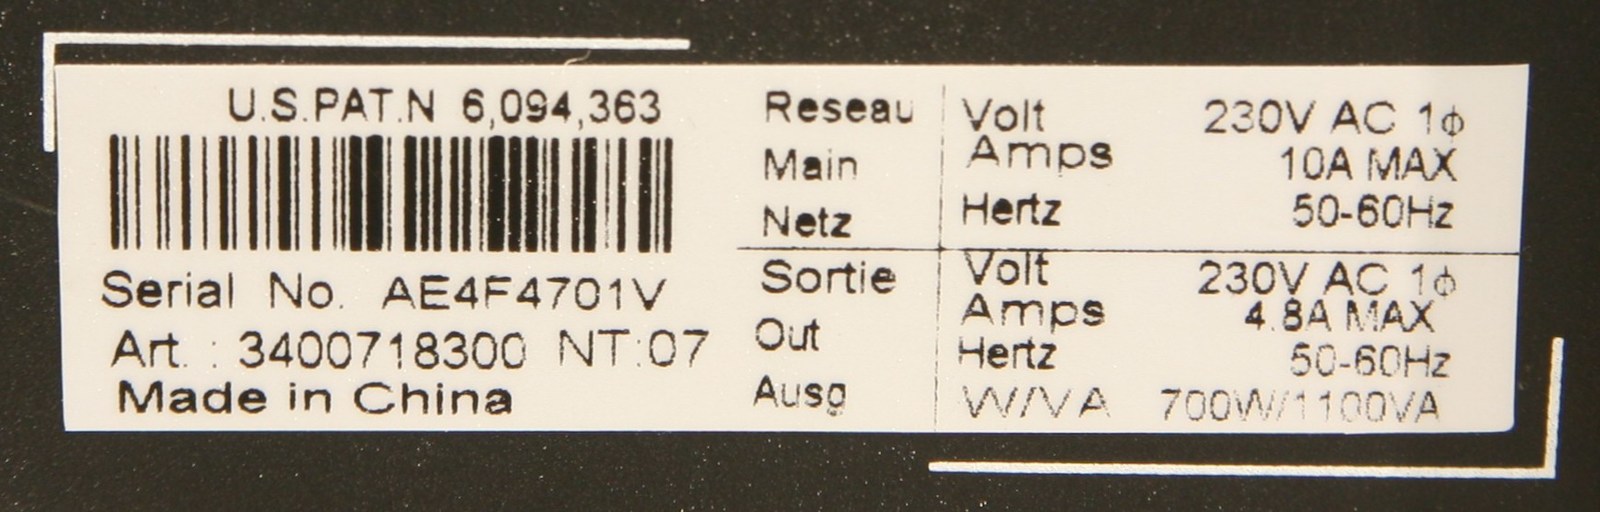 U.S.PAT.N 6,094,363
Serial No. AE4F4701V
Art. : 3400718300 NT:07
Made in China
Reseau
Main
Netz
Volt 230V AC 1ϕ
Amps 10A MAX
Hertz 50-60Hz
Sortie
Out
Ausg
Volt 230V AC 1ϕ
Amps 4.8A MAX
Hertz 50-60Hz
W/VA 700W/1100VA